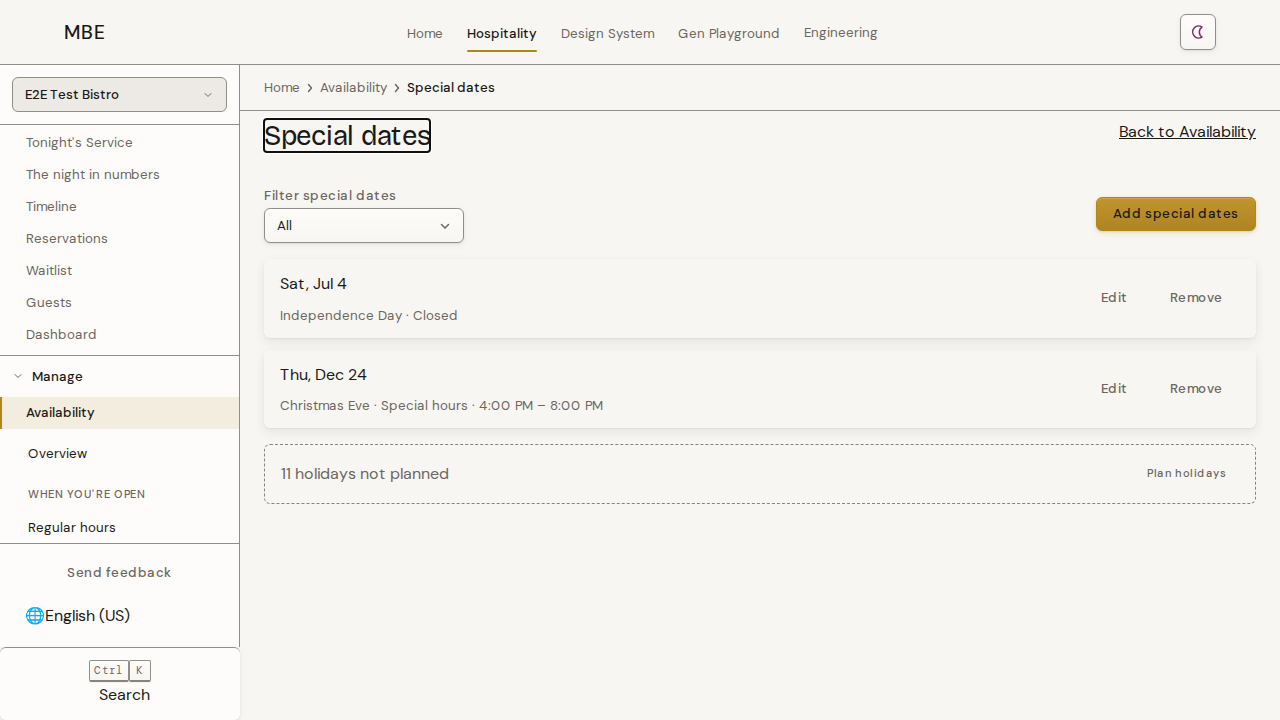 MBE
Home
Hospitality
Design System
Gen Playground
Engineering
E2E Test Bistro
Tonight's Service
The night in numbers
Timeline
Reservations
Waitlist
Guests
Dashboard
Manage
Availability
Overview
WHEN YOU'RE OPEN
Regular hours
Send feedback
🌐English (US)
Ctrl K
Search
Home > Availability > Special dates
Special dates
Back to Availability
Filter special dates
All
Add special dates
Sat, Jul 4
Independence Day · Closed
Edit
Remove
Thu, Dec 24
Christmas Eve · Special hours · 4:00 PM – 8:00 PM
Edit
Remove
11 holidays not planned
Plan holidays